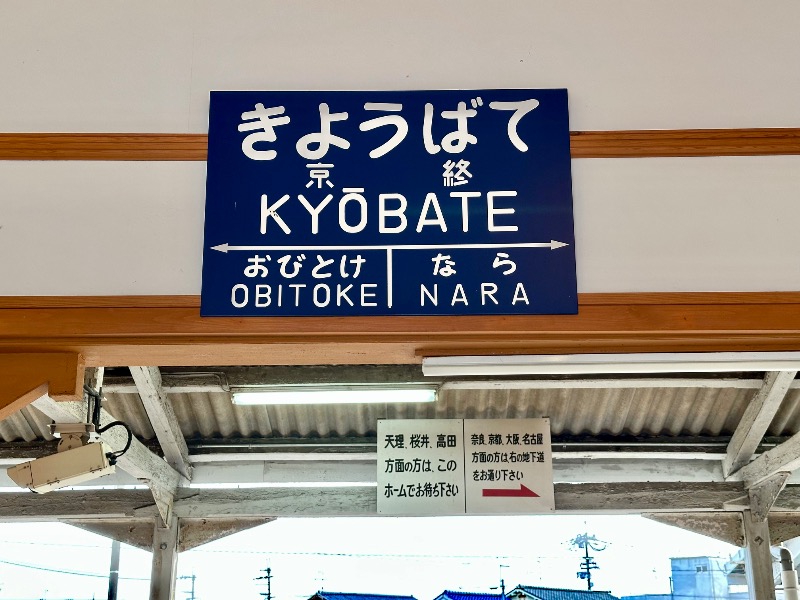 きようばて
京終
KYŌBATE
おびとけ なら
OBITOKE NARA
天理、桜井、高田
方面の方は、この
ホームでお待ち下さい
奈良、京都、大阪、名古屋
方面の方は、右の地下道
をお通り下さい